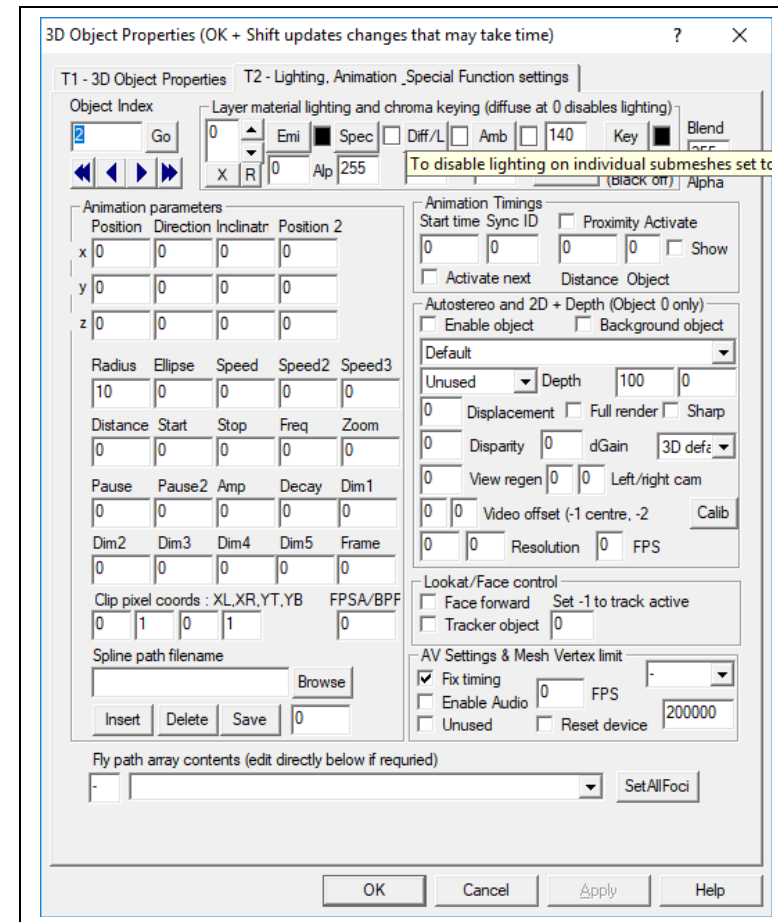 3D Object Properties (OK + Shift updates changes that may take time) ?
T1 - 3D Object Properties T2 - Lighting, Animation _Special Function settings
Object Index Layer material lighting and chroma keying (diffuse at 0 disables lighting)
2 Go 0 Emi Spec Diff/L Amb 140 Key Blend
X R 0 Alp 255 To disable lighting on individual submeshes set to
(Black off) Alpha
Animation parameters
Position Direction Inclinatn Position 2
x 0 0 0 0
y 0 0 0 0
z 0 0 0 0
Radius Ellipse Speed Speed2 Speed3
10 0 0 0 0
Distance Start Stop Freq Zoom
0 0 0 0 0
Pause Pause2 Amp Decay Dim1
0 0 0 0 0
Dim2 Dim3 Dim4 Dim5 Frame
0 0 0 0 0
Clip pixel coords : XL,XR,YT,YB FPSA/BPF
0 1 0 1 0
Spline path filename
Browse
Insert Delete Save 0
Animation Timings
Start time Sync ID Proximity Activate
0 0 0 0 Show
Activate next Distance Object
Autostereo and 2D + Depth (Object 0 only)
Enable object Background object
Default
Unused Depth 100 0
0 Displacement Full render Sharp
0 Disparity 0 dGain 3D defa
0 View regen 0 0 Left/right cam
0 0 Video offset (-1 centre, -2 Calib
0 0 Resolution 0 FPS
Lookat/Face control
Face forward Set -1 to track active
Tracker object 0
AV Settings & Mesh Vertex limit
Fix timing -
Enable Audio 0 FPS
Unused Reset device 200000
Fly path array contents (edit directly below if requried)
- SetAllFoci
OK Cancel Apply Help